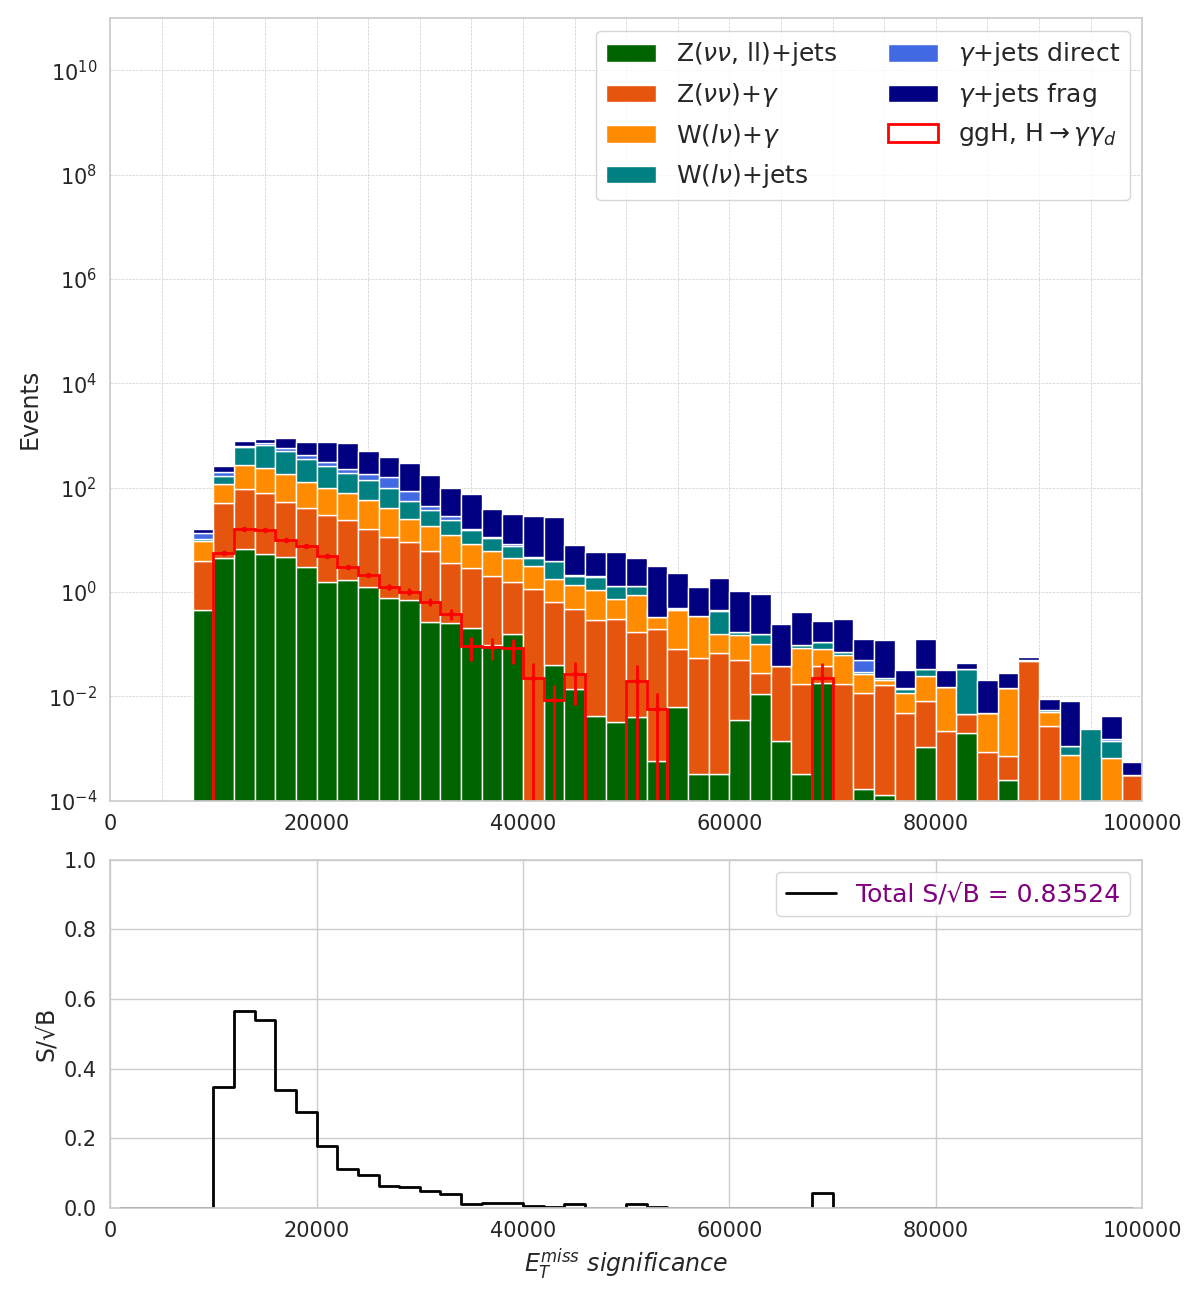 Z(νν, ll)+jets
Z(νν)+γ
W(lν)+γ
W(lν)+jets
γ+jets direct
γ+jets frag
ggH, H→γγ_d
Events
10^10
10^8
10^6
10^4
10^2
10^0
10^−2
10^−4
0 20000 40000 60000 80000 100000
Total S/√B = 0.83524
S/√B
1.0
0.8
0.6
0.4
0.2
0.0
0 20000 40000 60000 80000 100000
E_T^miss significance